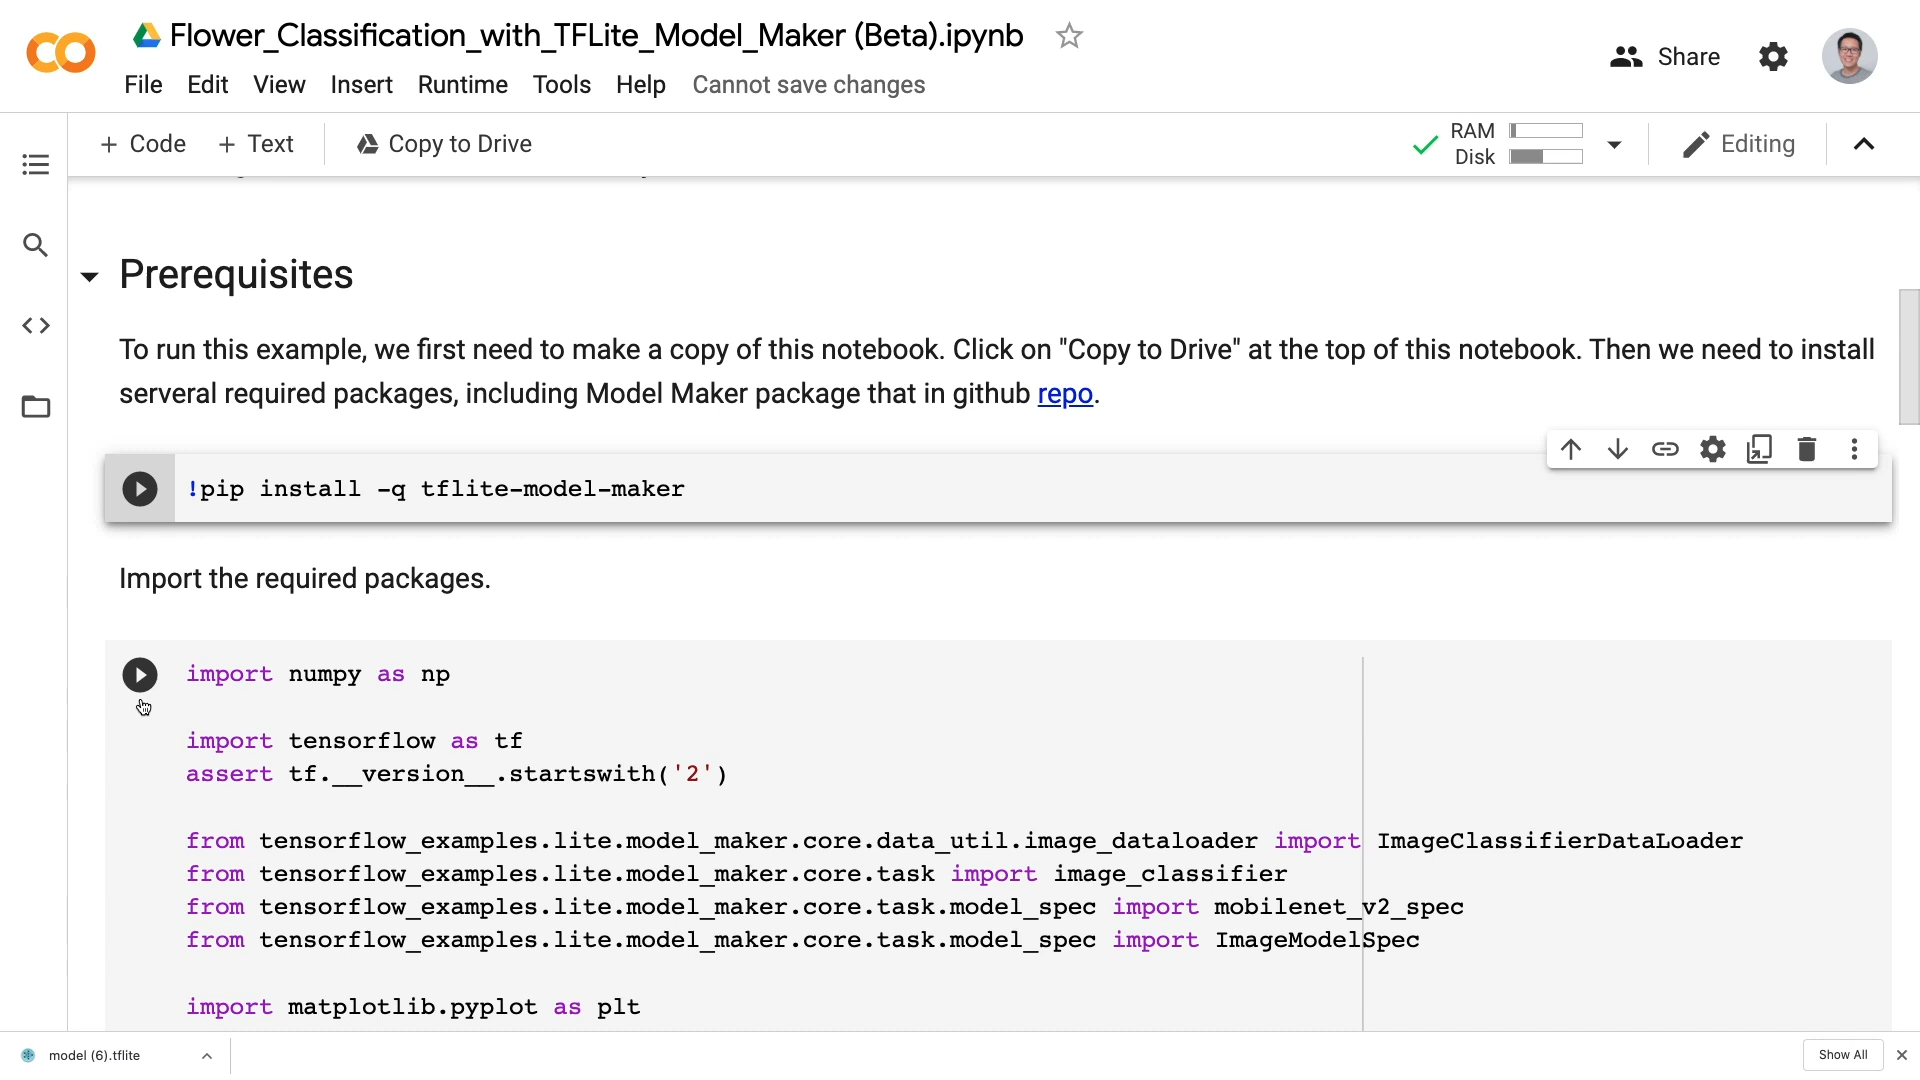 Flower_Classification_with_TFLite_Model_Maker (Beta).ipynb
Share
File Edit View Insert Runtime Tools Help Cannot save changes
+ Code + Text Copy to Drive
RAM
Disk
Editing
Prerequisites
To run this example, we first need to make a copy of this notebook. Click on "Copy to Drive" at the top of this notebook. Then we need to install
serveral required packages, including Model Maker package that in github repo.
!pip install -q tflite-model-maker
Import the required packages.
import numpy as np
import tensorflow as tf
assert tf.__version__.startswith('2')
from tensorflow_examples.lite.model_maker.core.data_util.image_dataloader import ImageClassifierDataLoader
from tensorflow_examples.lite.model_maker.core.task import image_classifier
from tensorflow_examples.lite.model_maker.core.task.model_spec import mobilenet_v2_spec
from tensorflow_examples.lite.model_maker.core.task.model_spec import ImageModelSpec
import matplotlib.pyplot as plt
model (6).tflite
Show All